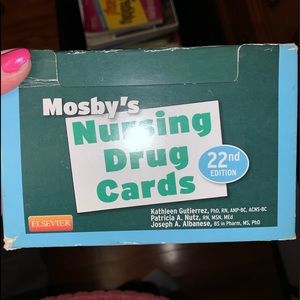 Mosby's
Nursing
Drug
Cards
22nd
EDITION
Kathleen Gutierrez, PhD, RN, ANP-BC, ACNS-BC
Patricia A. Nutz, RN, MSN, MEd
Joseph A. Albanese, BS in Pharm, MS, PhD
ELSEVIER